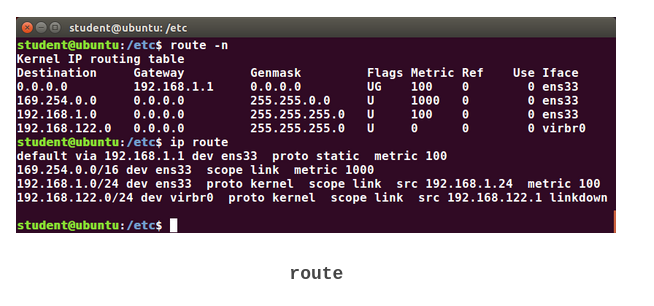 student@ubuntu: /etc
student@ubuntu:/etc$ route -n
Kernel IP routing table
Destination     Gateway         Genmask         Flags Metric Ref    Use Iface
0.0.0.0         192.168.1.1     0.0.0.0         UG    100    0        0 ens33
169.254.0.0     0.0.0.0         255.255.0.0     U     1000   0        0 ens33
192.168.1.0     0.0.0.0         255.255.255.0   U     100    0        0 ens33
192.168.122.0   0.0.0.0         255.255.255.0   U     0      0        0 virbr0
student@ubuntu:/etc$ ip route
default via 192.168.1.1 dev ens33  proto static  metric 100
169.254.0.0/16 dev ens33  scope link  metric 1000
192.168.1.0/24 dev ens33  proto kernel  scope link  src 192.168.1.24  metric 100
192.168.122.0/24 dev virbr0  proto kernel  scope link  src 192.168.122.1 linkdown
student@ubuntu:/etc$
route